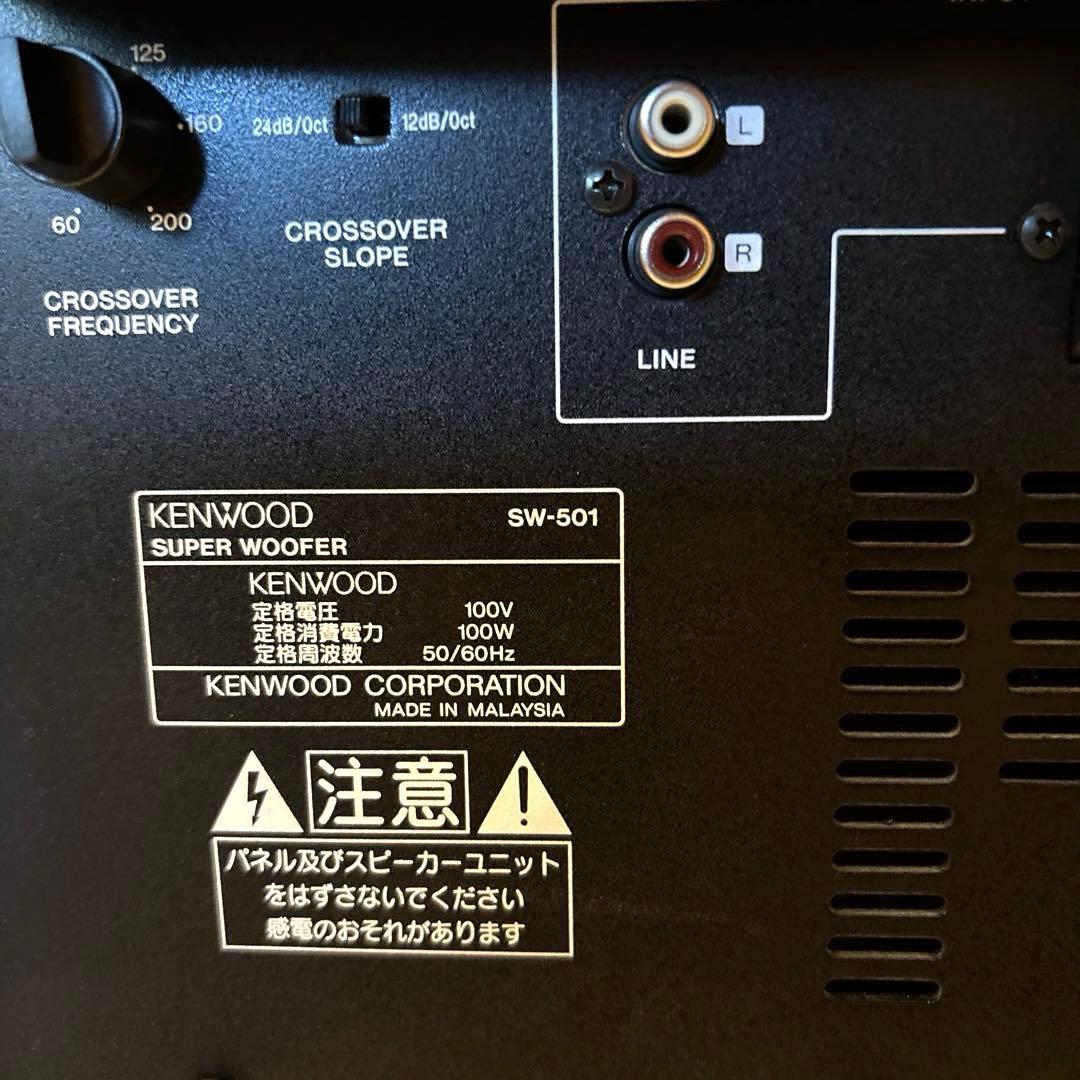 125
160
60
200
CROSSOVER
FREQUENCY
24dB/Oct
12dB/Oct
CROSSOVER
SLOPE
L
R
LINE
KENWOOD SW-501
SUPER WOOFER
KENWOOD
定格電圧 100V
定格消費電力 100W
定格周波数 50/60Hz
KENWOOD CORPORATION
MADE IN MALAYSIA
注意
パネル及びスピーカーユニット
をはずさないでください
感電のおそれがあります